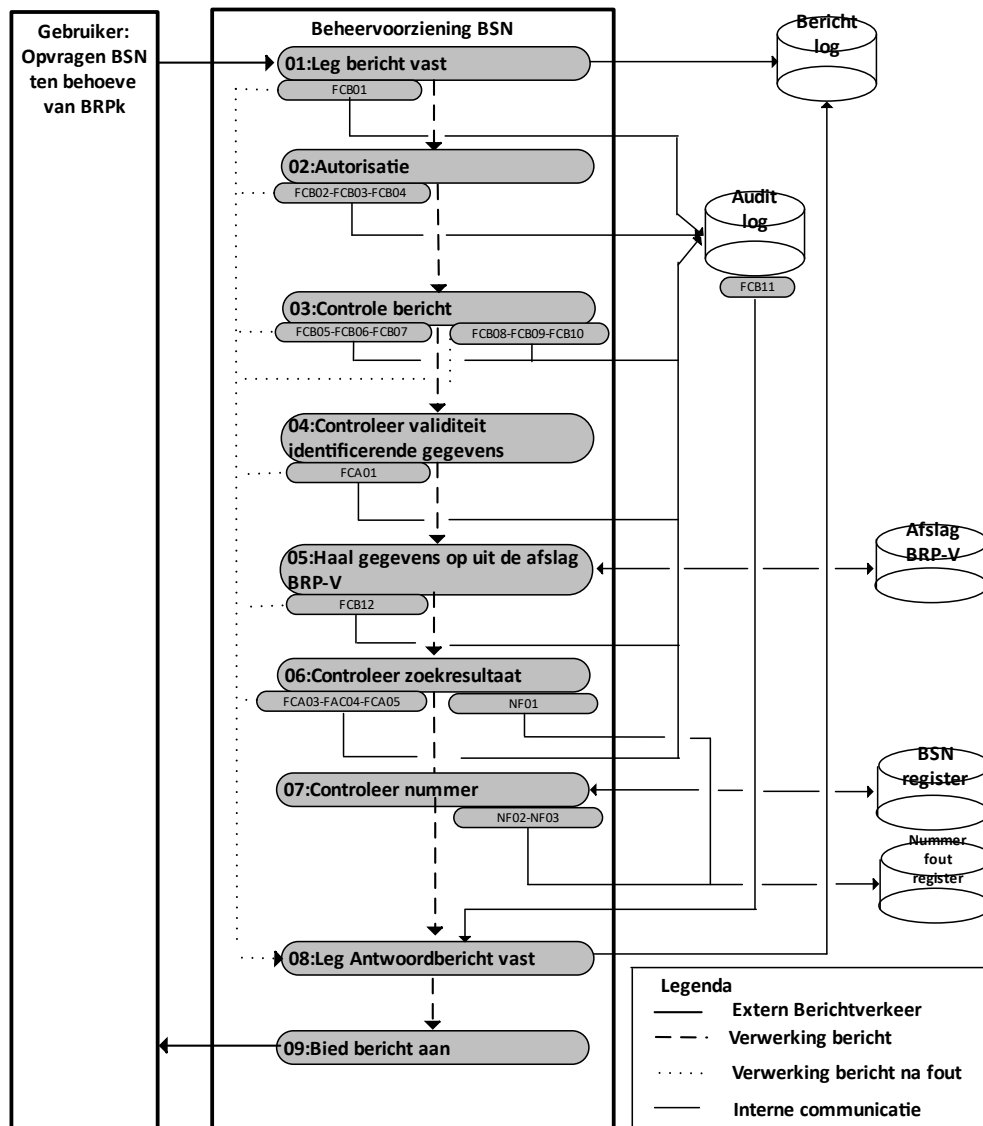 Gebruiker:
Opvragen BSN
ten behoeve
van BRPk
Beheervoorziening BSN
01:Leg bericht vast
FCB01
02:Autorisatie
FCB02-FCB03-FCB04
03:Controle bericht
FCB05-FCB06-FCB07
FCB08-FCB09-FCB10
04:Controleer validiteit
identificerende gegevens
FCA01
05:Haal gegevens op uit de afslag
BRP-V
FCB12
06:Controleer zoekresultaat
FCA03-FAC04-FCA05
NF01
07:Controleer nummer
NF02-NF03
08:Leg Antwoordbericht vast
09:Bied bericht aan
Bericht
log
Audit
log
FCB11
Afslag
BRP-V
BSN
register
Nummer
fout
register
Legenda
Extern Berichtverkeer
Verwerking bericht
Verwerking bericht na fout
Interne communicatie